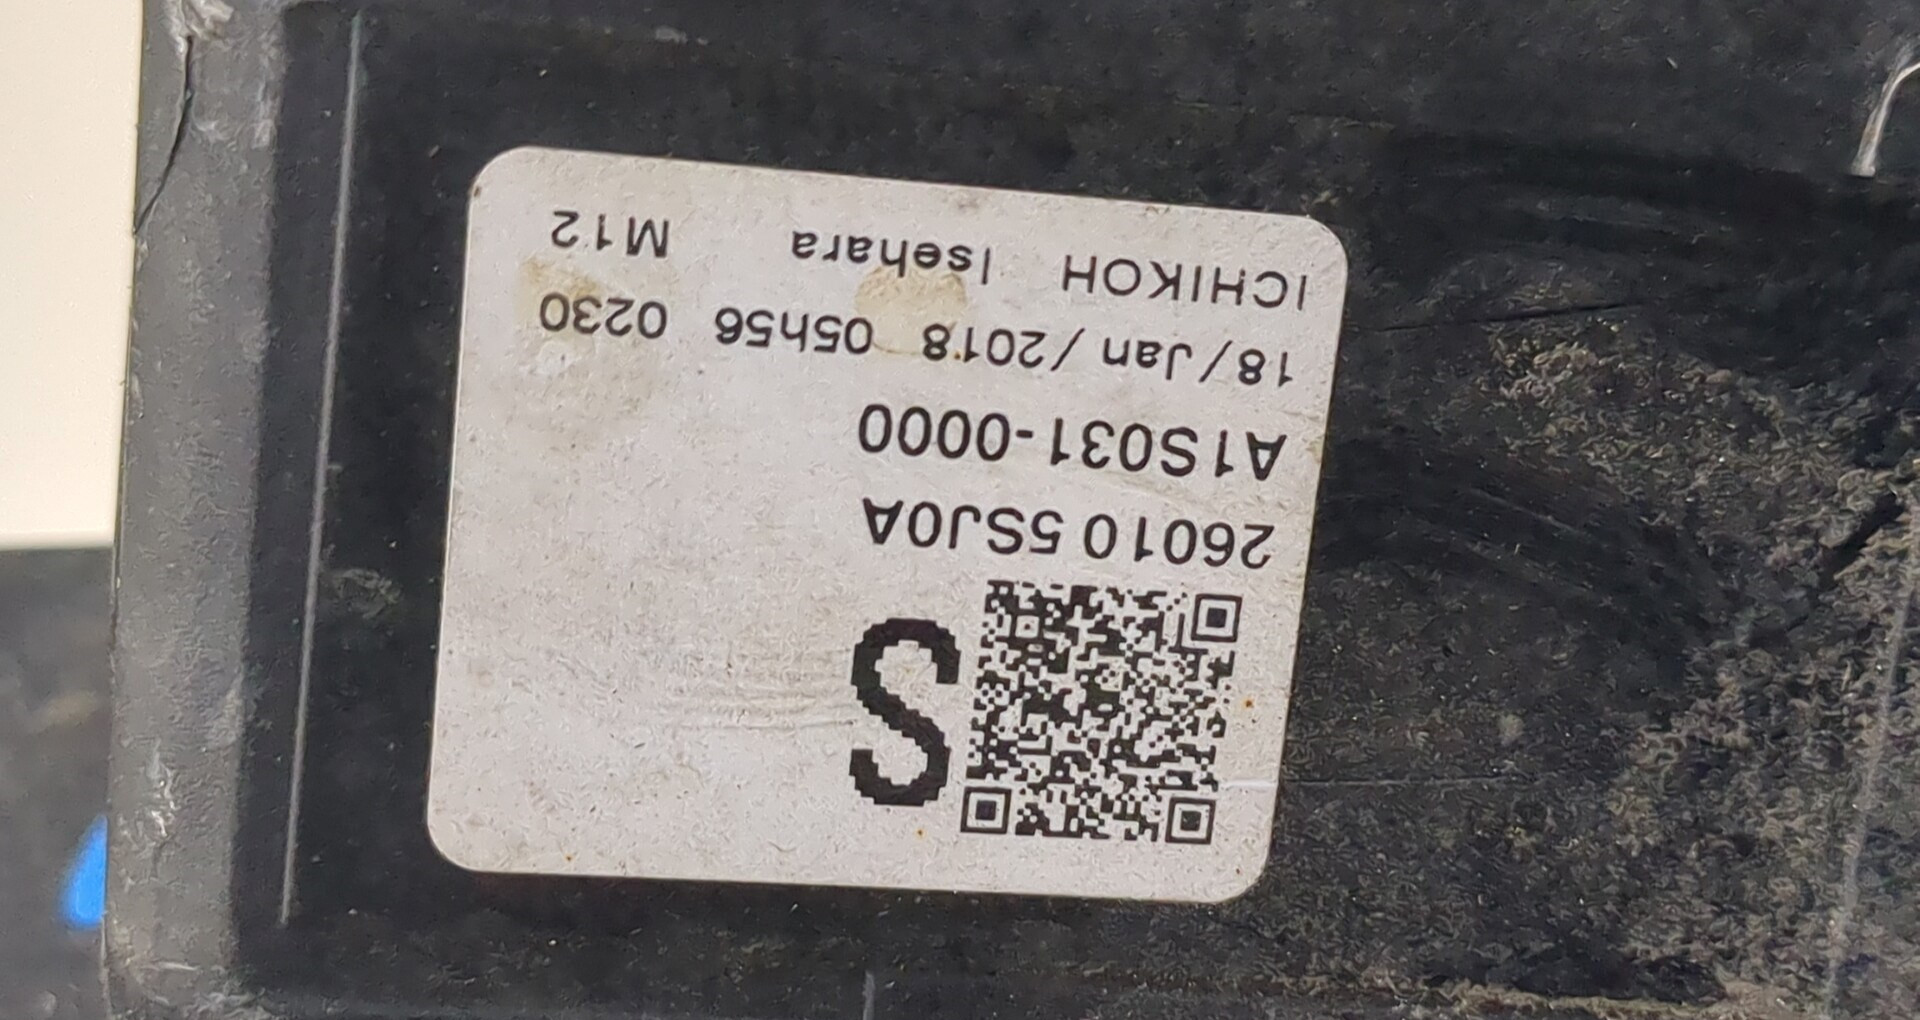 S
26010 5SJ0A
A1S031-0000
18/Jan/2018 05h56 0230
ICHIKOH Isehara M12